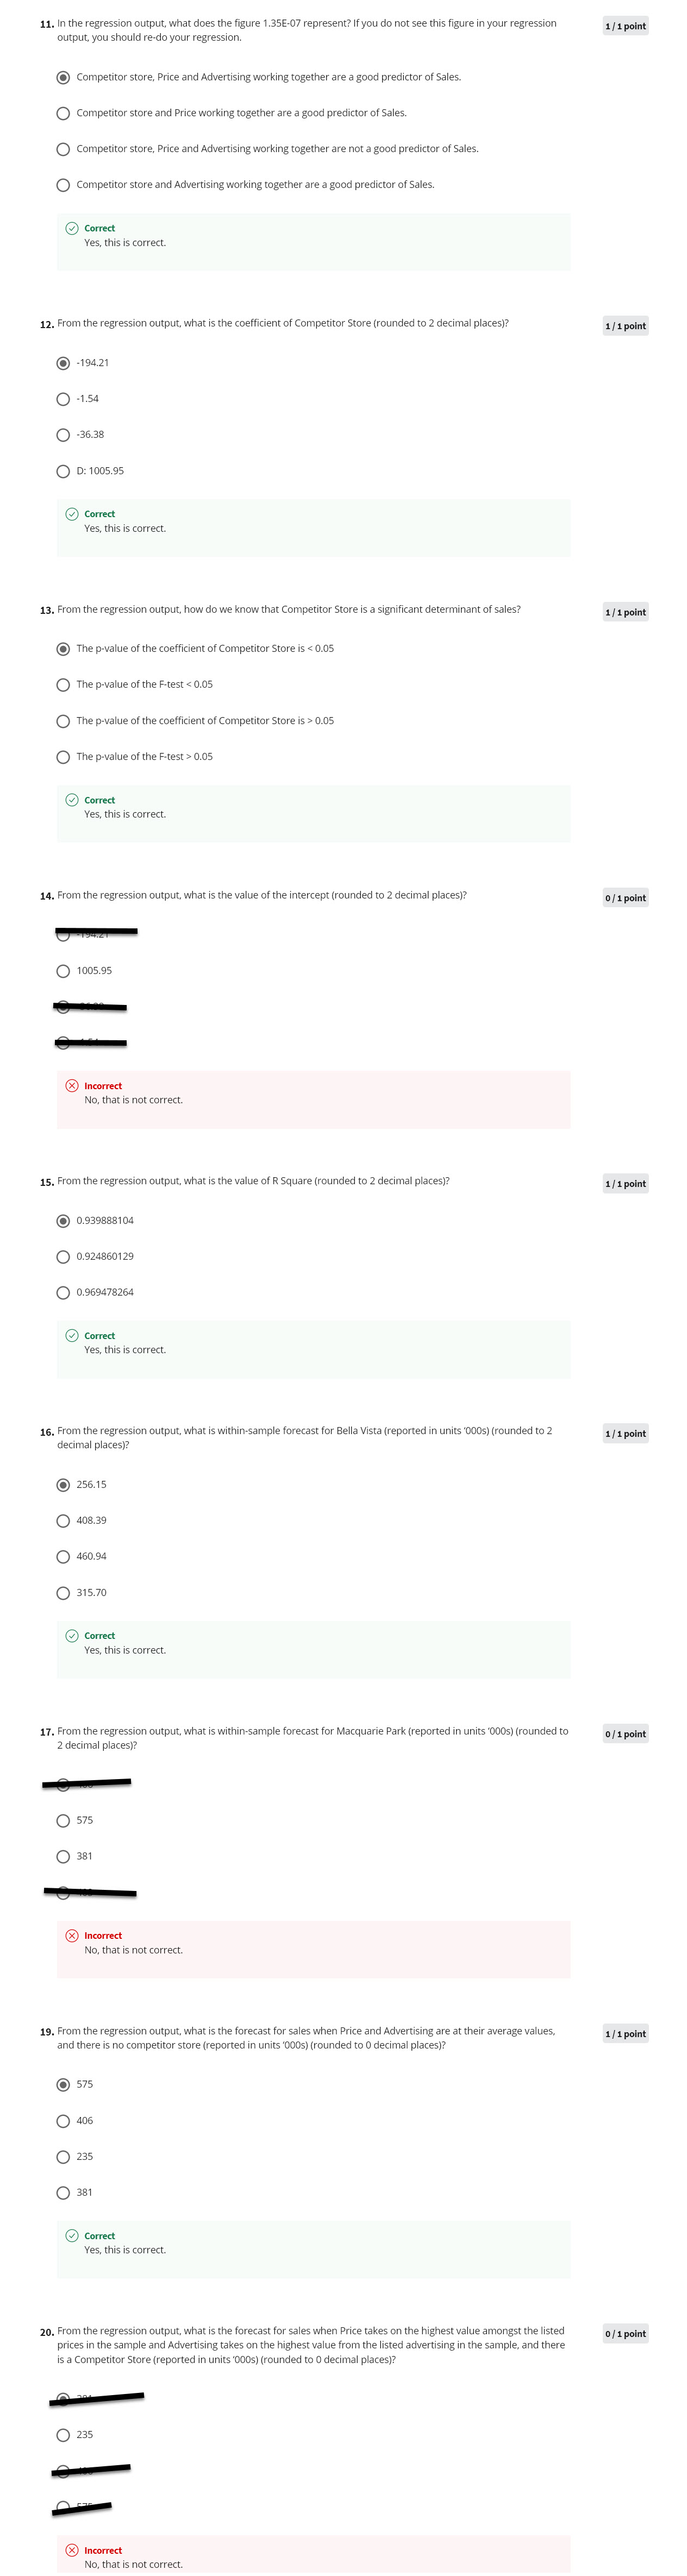 11. In the regression output, what does the figure 1.35E-07 represent? If you do not see this figure in your regression
output, you should re-do your regression.
1 / 1 point
Competitor store, Price and Advertising working together are a good predictor of Sales.
Competitor store and Price working together are a good predictor of Sales.
Competitor store, Price and Advertising working together are not a good predictor of Sales.
Competitor store and Advertising working together are a good predictor of Sales.
Correct
Yes, this is correct.
12. From the regression output, what is the coefficient of Competitor Store (rounded to 2 decimal places)?
1 / 1 point
-194.21
-1.54
-36.38
D: 1005.95
Correct
Yes, this is correct.
13. From the regression output, how do we know that Competitor Store is a significant determinant of sales?
1 / 1 point
The p-value of the coefficient of Competitor Store is < 0.05
The p-value of the F-test < 0.05
The p-value of the coefficient of Competitor Store is > 0.05
The p-value of the F-test > 0.05
Correct
Yes, this is correct.
14. From the regression output, what is the value of the intercept (rounded to 2 decimal places)?
0 / 1 point
-194.21
1005.95
Incorrect
No, that is not correct.
15. From the regression output, what is the value of R Square (rounded to 2 decimal places)?
1 / 1 point
0.939888104
0.924860129
0.969478264
Correct
Yes, this is correct.
16. From the regression output, what is within-sample forecast for Bella Vista (reported in units ‘000s) (rounded to 2
decimal places)?
1 / 1 point
256.15
408.39
460.94
315.70
Correct
Yes, this is correct.
17. From the regression output, what is within-sample forecast for Macquarie Park (reported in units ‘000s) (rounded to
2 decimal places)?
0 / 1 point
575
381
Incorrect
No, that is not correct.
19. From the regression output, what is the forecast for sales when Price and Advertising are at their average values,
and there is no competitor store (reported in units ‘000s) (rounded to 0 decimal places)?
1 / 1 point
575
406
235
381
Correct
Yes, this is correct.
20. From the regression output, what is the forecast for sales when Price takes on the highest value amongst the listed
prices in the sample and Advertising takes on the highest value from the listed advertising in the sample, and there
is a Competitor Store (reported in units ‘000s) (rounded to 0 decimal places)?
0 / 1 point
235
Incorrect
No, that is not correct.